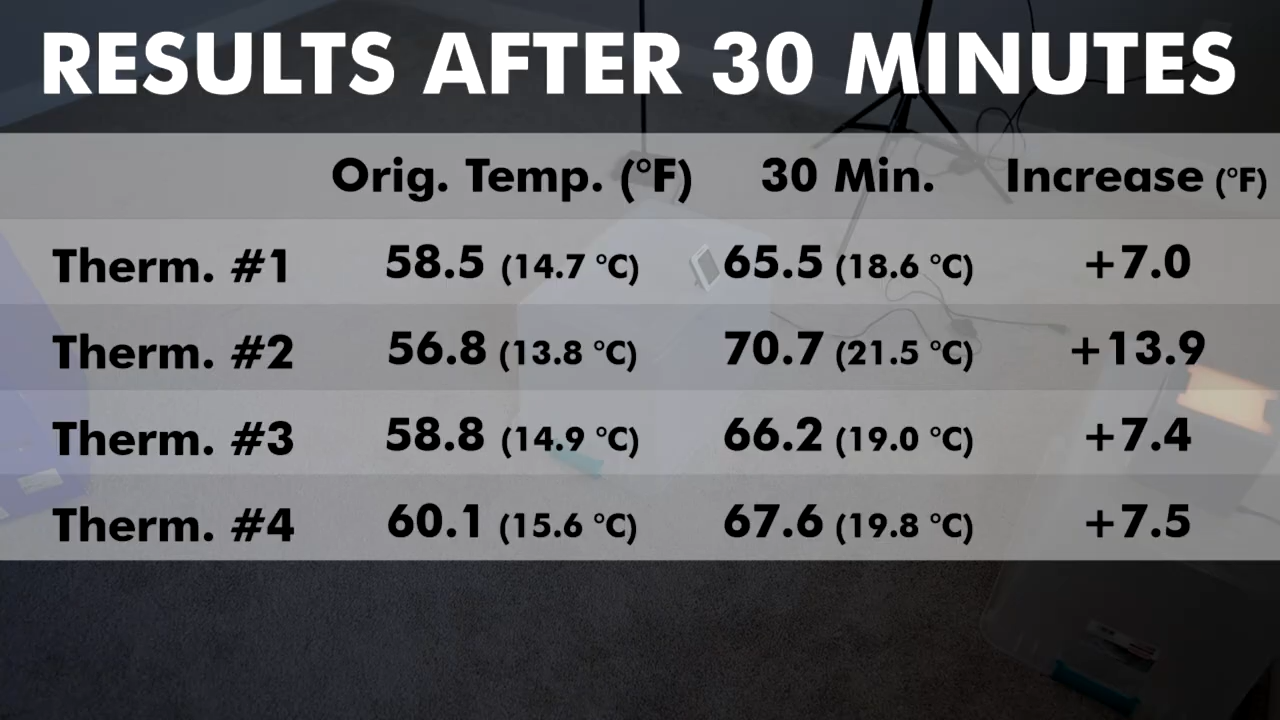 RESULTS AFTER 30 MINUTES
Orig. Temp. (°F) 30 Min. Increase (°F)
Therm. #1 58.5 (14.7 °C) 65.5 (18.6 °C) +7.0
Therm. #2 56.8 (13.8 °C) 70.7 (21.5 °C) +13.9
Therm. #3 58.8 (14.9 °C) 66.2 (19.0 °C) +7.4
Therm. #4 60.1 (15.6 °C) 67.6 (19.8 °C) +7.5